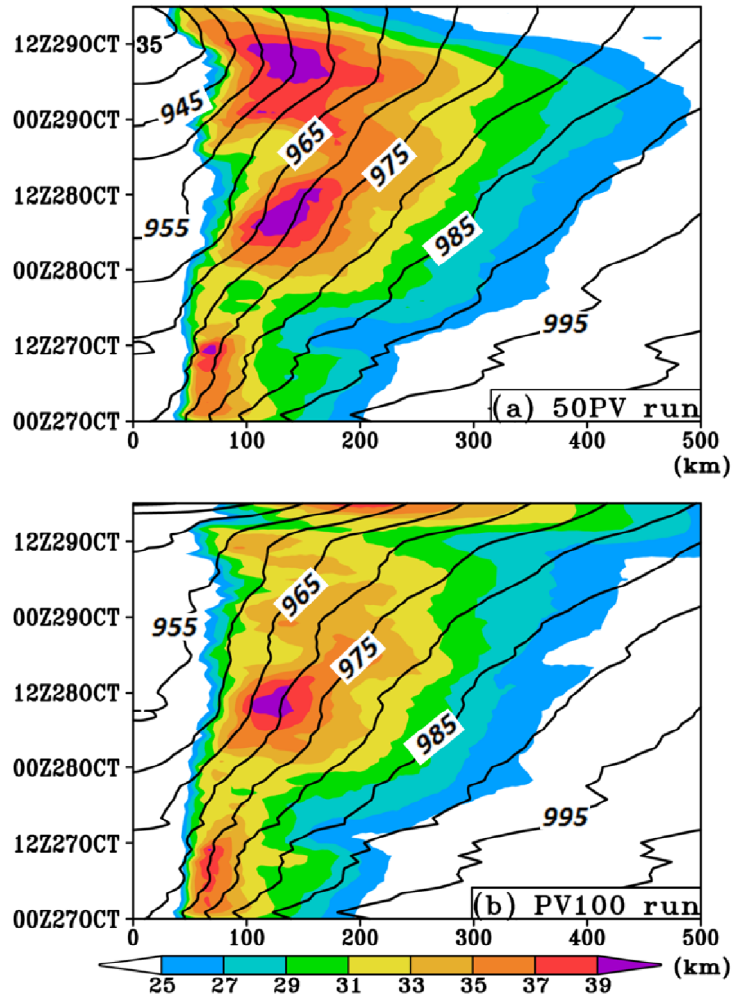 12Z29OCT
35
945
00Z29OCT
965
975
12Z28OCT
955
985
00Z28OCT
995
12Z27OCT
(a) 50PV run
00Z27OCT
0 100 200 300 400 500
(km)
12Z29OCT
965
00Z29OCT
955
975
12Z28OCT
985
00Z28OCT
995
12Z27OCT
(b) PV100 run
00Z27OCT
0 100 200 300 400 500
(km)
25 27 29 31 33 35 37 39